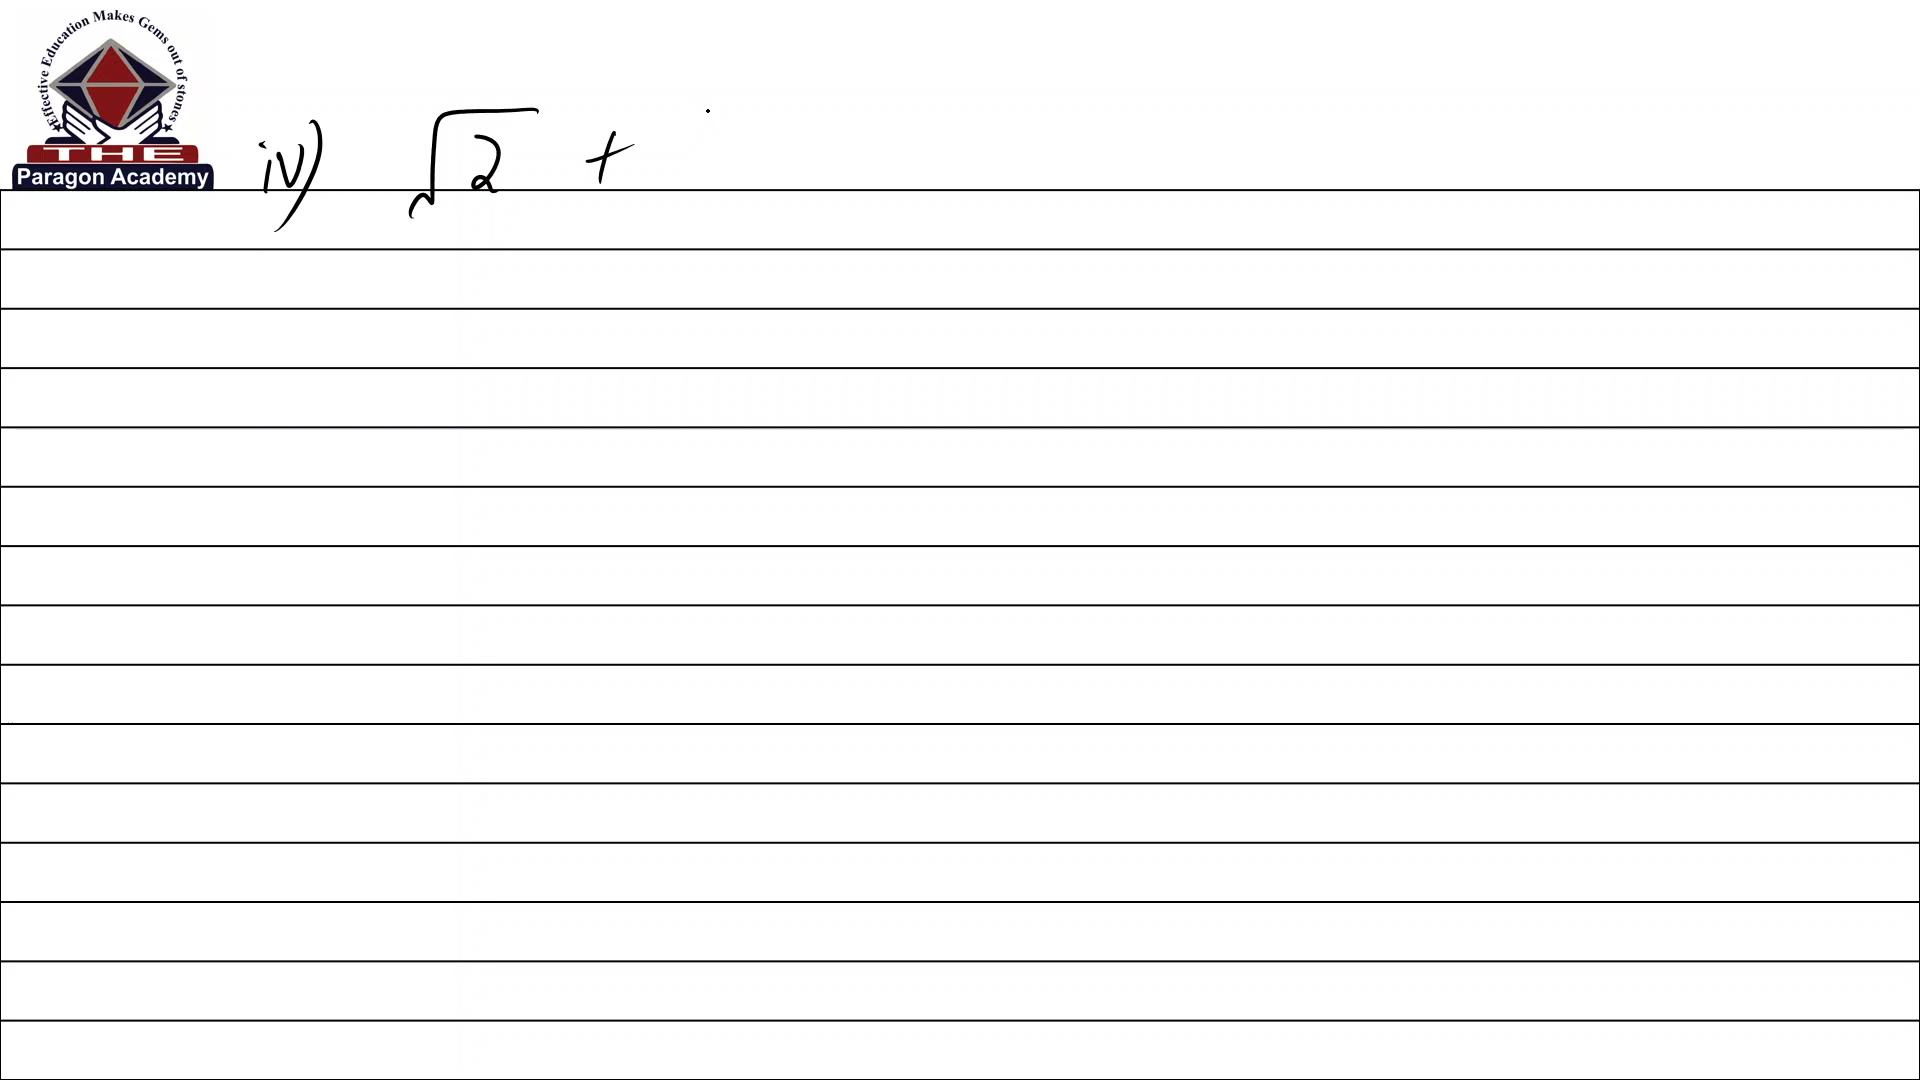 Effective Education Makes Gems out of stones
THE
Paragon Academy
iv) √2 +